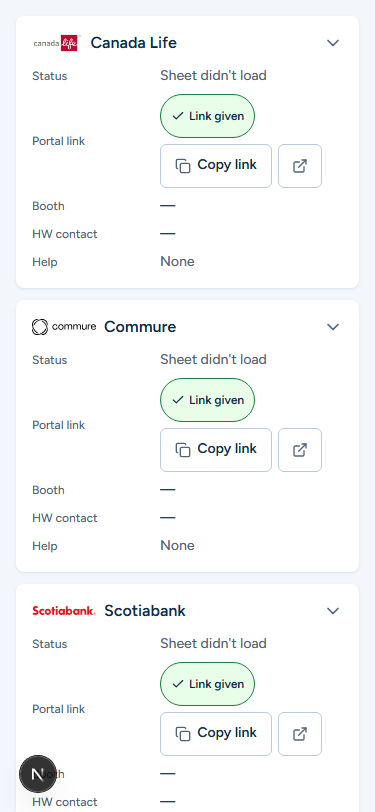 canada life Canada Life
Status Sheet didn't load
Link given
Portal link
Copy link
Booth —
HW contact —
Help None
commure Commure
Status Sheet didn't load
Link given
Portal link
Copy link
Booth —
HW contact —
Help None
Scotiabank. Scotiabank
Status Sheet didn't load
Link given
Portal link
Copy link
N
—
HW contact —